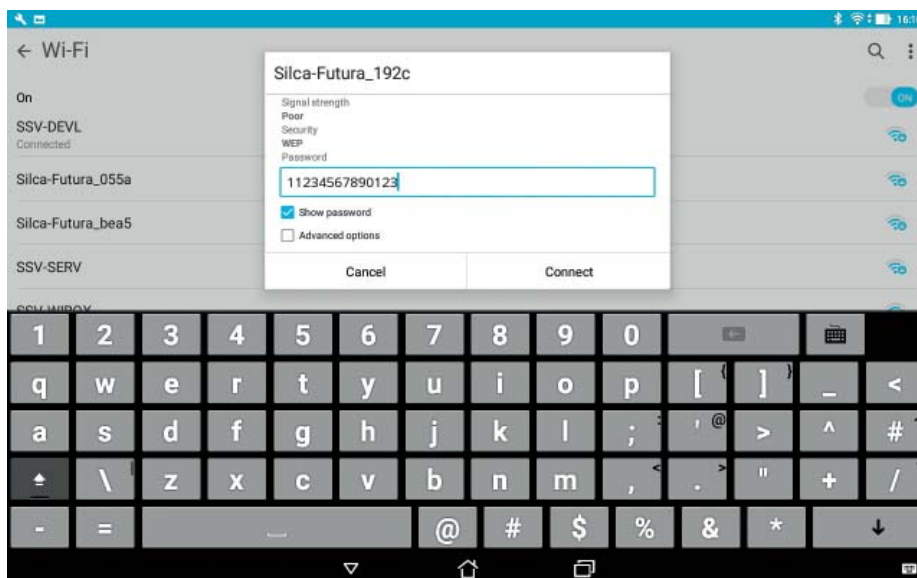 16:1
Wi-Fi
On
ON
SSV-DEVL
Connected
Silca-Futura_055a
Silca-Futura_bea5
SSV-SERV
Silca-Futura_192c
Signal strength
Poor
Security
WEP
Password
11234567890123
Show password
Advanced options
Cancel Connect
1 2 3 4 5 6 7 8 9 0
q w e r t y u i o p [ { ] } _ <
a s d f g h j k l ; : ' @ > ^ #
\ | z x c v b n m , < . > " + /
- = @ # $ % & *